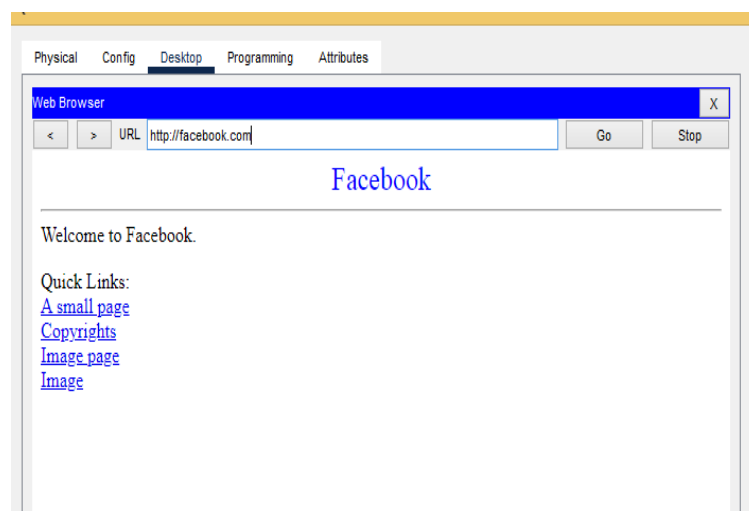 Physical Config Desktop Programming Attributes
Web Browser X
< > URL http://facebook.com Go Stop
Facebook
Welcome to Facebook.
Quick Links:
A small page
Copyrights
Image page
Image